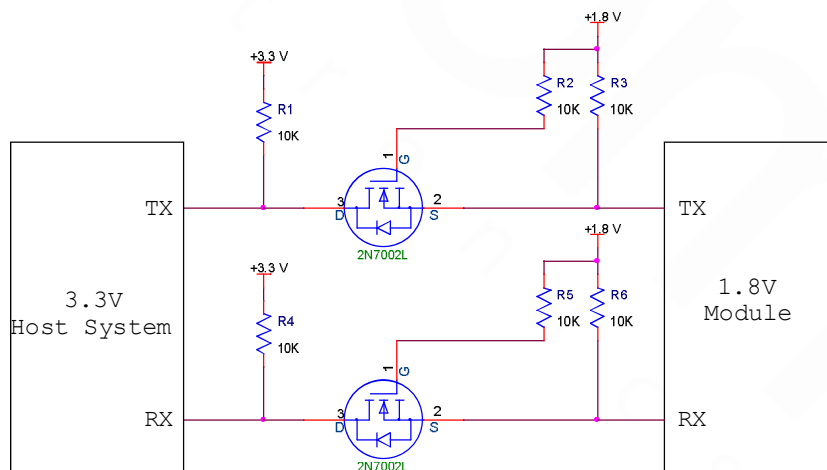 +1.8 V
+3.3 V
R2
R3
10K
10K
R1
10K
1
G
TX
3
D
2
S
TX
2N7002L
+1.8 V
+3.3 V
3.3V
Host System
1.8V
Module
R5
R6
10K
10K
R4
10K
1
G
RX
3
D
2
S
RX
2N7002L